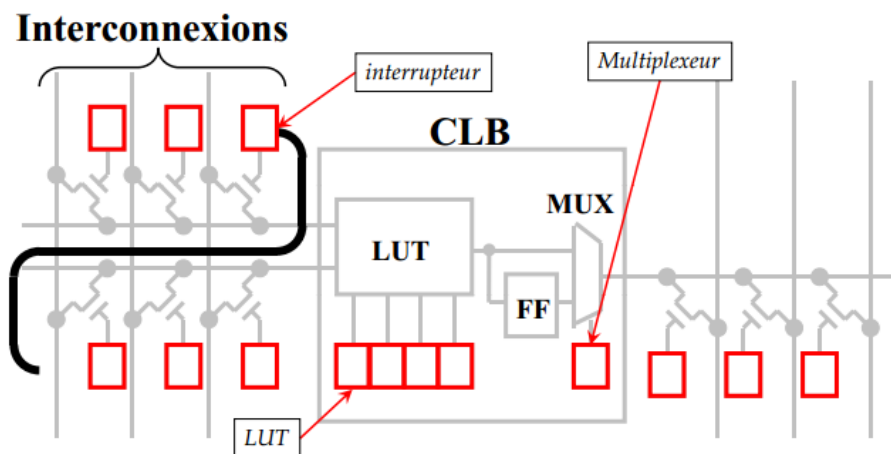 Interconnexions
interrupteur
Multiplexeur
CLB
MUX
LUT
FF
LUT